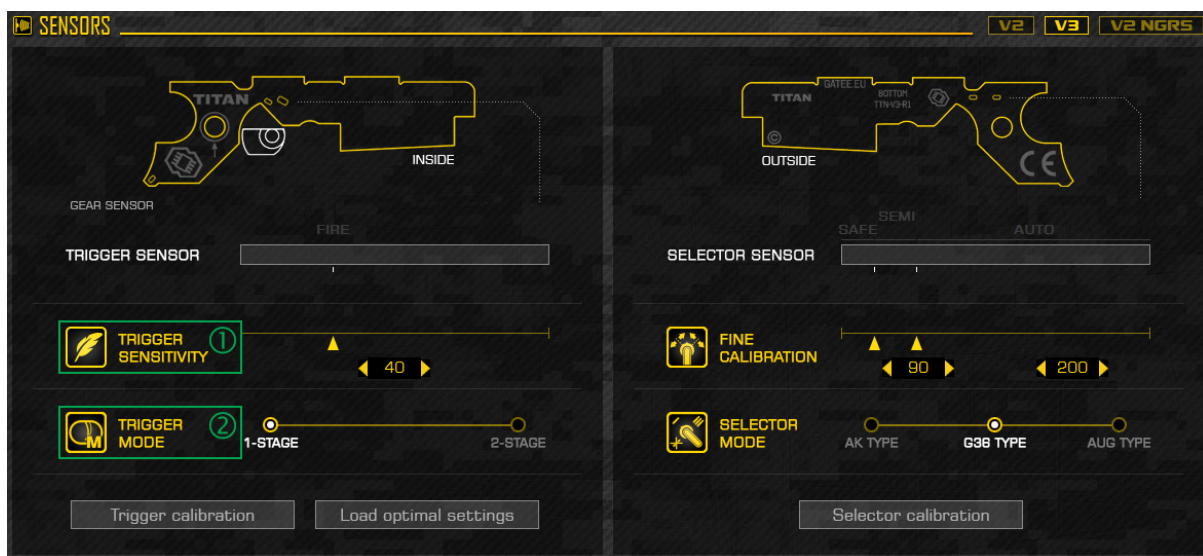 SENSORS
V2 V3 V2 NGRS
TITAN
INSIDE
GEAR SENSOR
TITAN
GATEE.EU
BOTTOM
TTN-V3-R1
©
OUTSIDE
CE
FIRE
TRIGGER SENSOR
SEMI
SAFE AUTO
SELECTOR SENSOR
TRIGGER
SENSITIVITY
①
40
FINE
CALIBRATION
90 200
M
TRIGGER
MODE
②
1-STAGE 2-STAGE
SELECTOR
MODE
AK TYPE G36 TYPE AUG TYPE
Trigger calibration Load optimal settings
Selector calibration